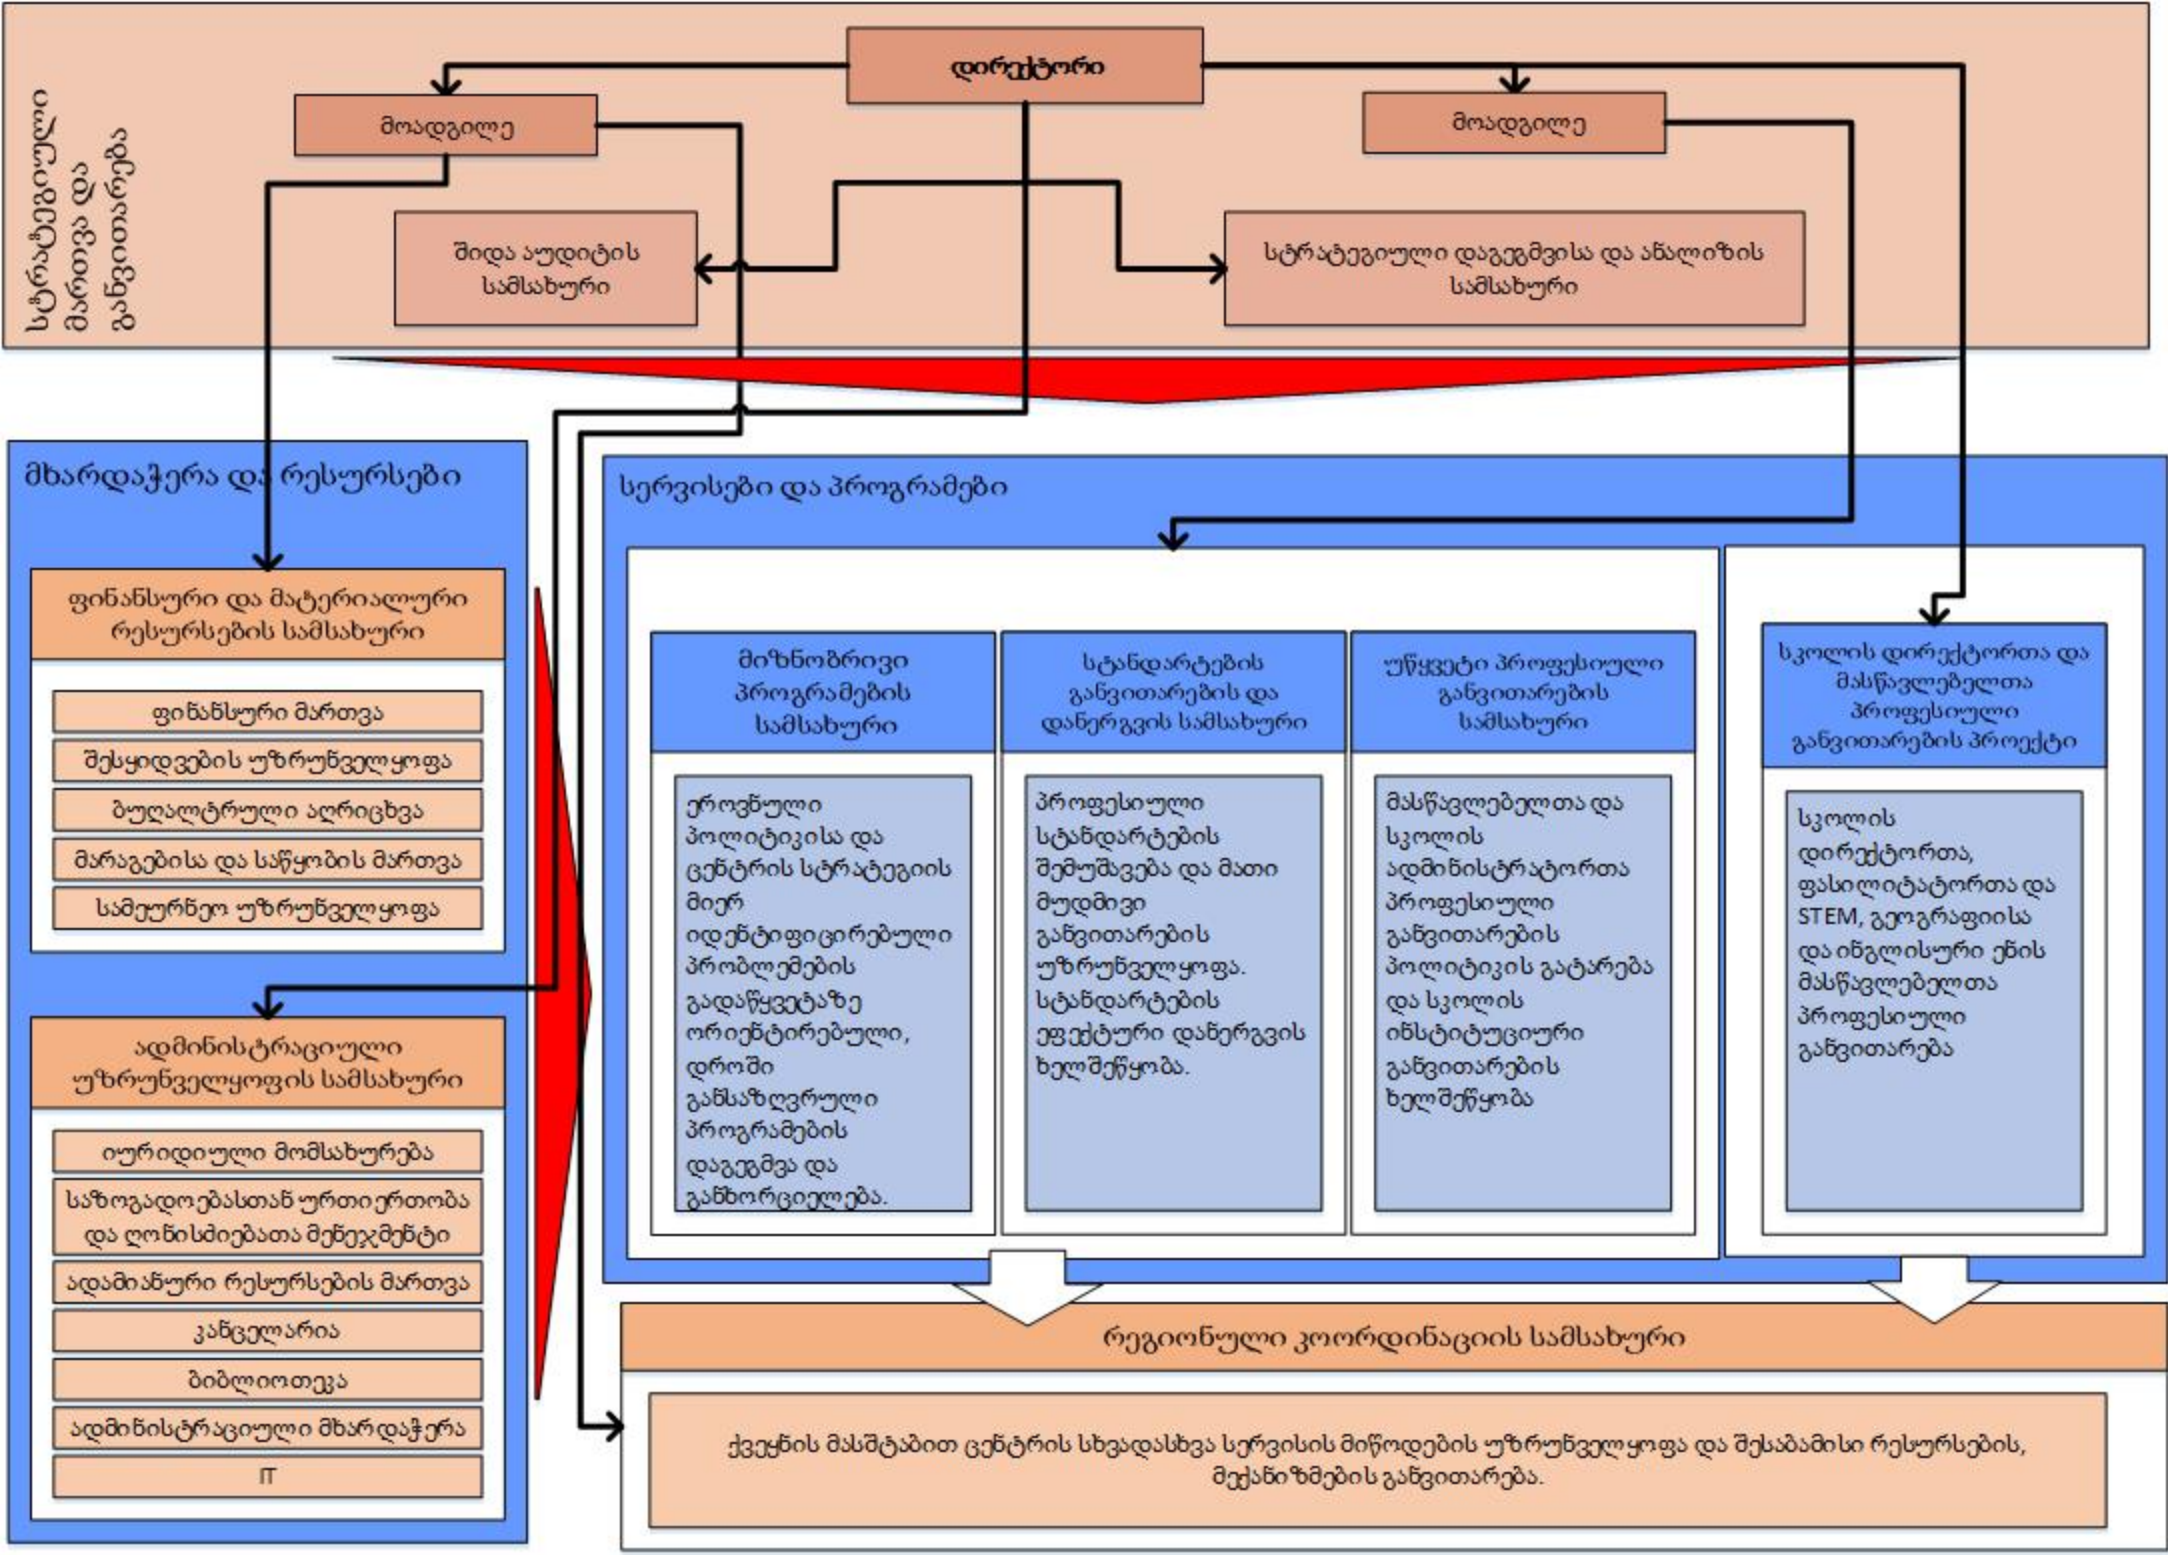 დირექტორი
მოადგილე
მოადგილე
სტრატეგიული
მართვა და
განვითარება
შიდა აუდიტის
სამსახური
სტრატეგიული დაგეგმვისა და ანალიზის
სამსახური
მხარდაჭერა და რესურსები
ფინანსური და მატერიალური
რესურსების სამსახური
ფინანსური მართვა
შესყიდვების უზრუნველყოფა
ბუღალტრული აღრიცხვა
მარაგებისა და საწყობის მართვა
სამეურნეო უზრუნველყოფა
ადმინისტრაციული
უზრუნველყოფის სამსახური
იურიდიული მომსახურება
საზოგადოებასთან ურთიერთობა
და ღონისძიებათა მენეჯმენტი
ადამიანური რესურსების მართვა
კანცელარია
ბიბლიოთეკა
ადმინისტრაციული მხარდაჭერა
IT
სერვისები და პროგრამები
მიზნობრივი
პროგრამების
სამსახური
ეროვნული
პოლიტიკისა და
ცენტრის სტრატეგიის
მიერ
იდენტიფიცირებული
პრობლემების
გადაწყვეტაზე
ორიენტირებული,
დროში
განსაზღვრული
პროგრამების
დაგეგმვა და
განხორციელება.
სტანდარტების
განვითარების და
დანერგვის სამსახური
პროფესიული
სტანდარტების
შემუშავება და მათი
მუდმივი
განვითარების
უზრუნველყოფა.
სტანდარტების
ეფექტური დანერგვის
ხელშეწყობა.
უწყვეტი პროფესიული
განვითარების
სამსახური
მასწავლებელთა და
სკოლის
ადმინისტრატორთა
პროფესიული
განვითარების
პოლიტიკის გატარება
და სკოლის
ინსტიტუციური
განვითარების
ხელშეწყობა
სკოლის დირექტორთა და
მასწავლებელთა
პროფესიული
განვითარების პროექტი
სკოლის
დირექტორთა,
ფასილიტატორთა და
STEM, გეოგრაფიისა
და ინგლისური ენის
მასწავლებელთა
პროფესიული
განვითარება
რეგიონული კოორდინაციის სამსახური
ქვეყნის მასშტაბით ცენტრის სხვადასხვა სერვისის მიწოდების უზრუნველყოფა და შესაბამისი რესურსების,
მექანიზმების განვითარება.